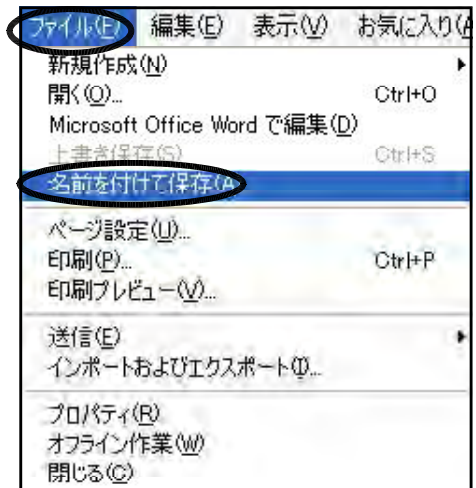 ファイル(F) 編集(E) 表示(V) お気に入り(A
新規作成(N)
開く(O)... Ctrl+O
Microsoft Office Word で編集(D)
上書き保存(S) Ctrl+S
名前を付けて保存(A
ページ設定(U)...
印刷(P)... Ctrl+P
印刷プレビュー(V)...
送信(E)
インポートおよびエクスポート(I)...
プロパティ(R)
オフライン作業(W)
閉じる(C)